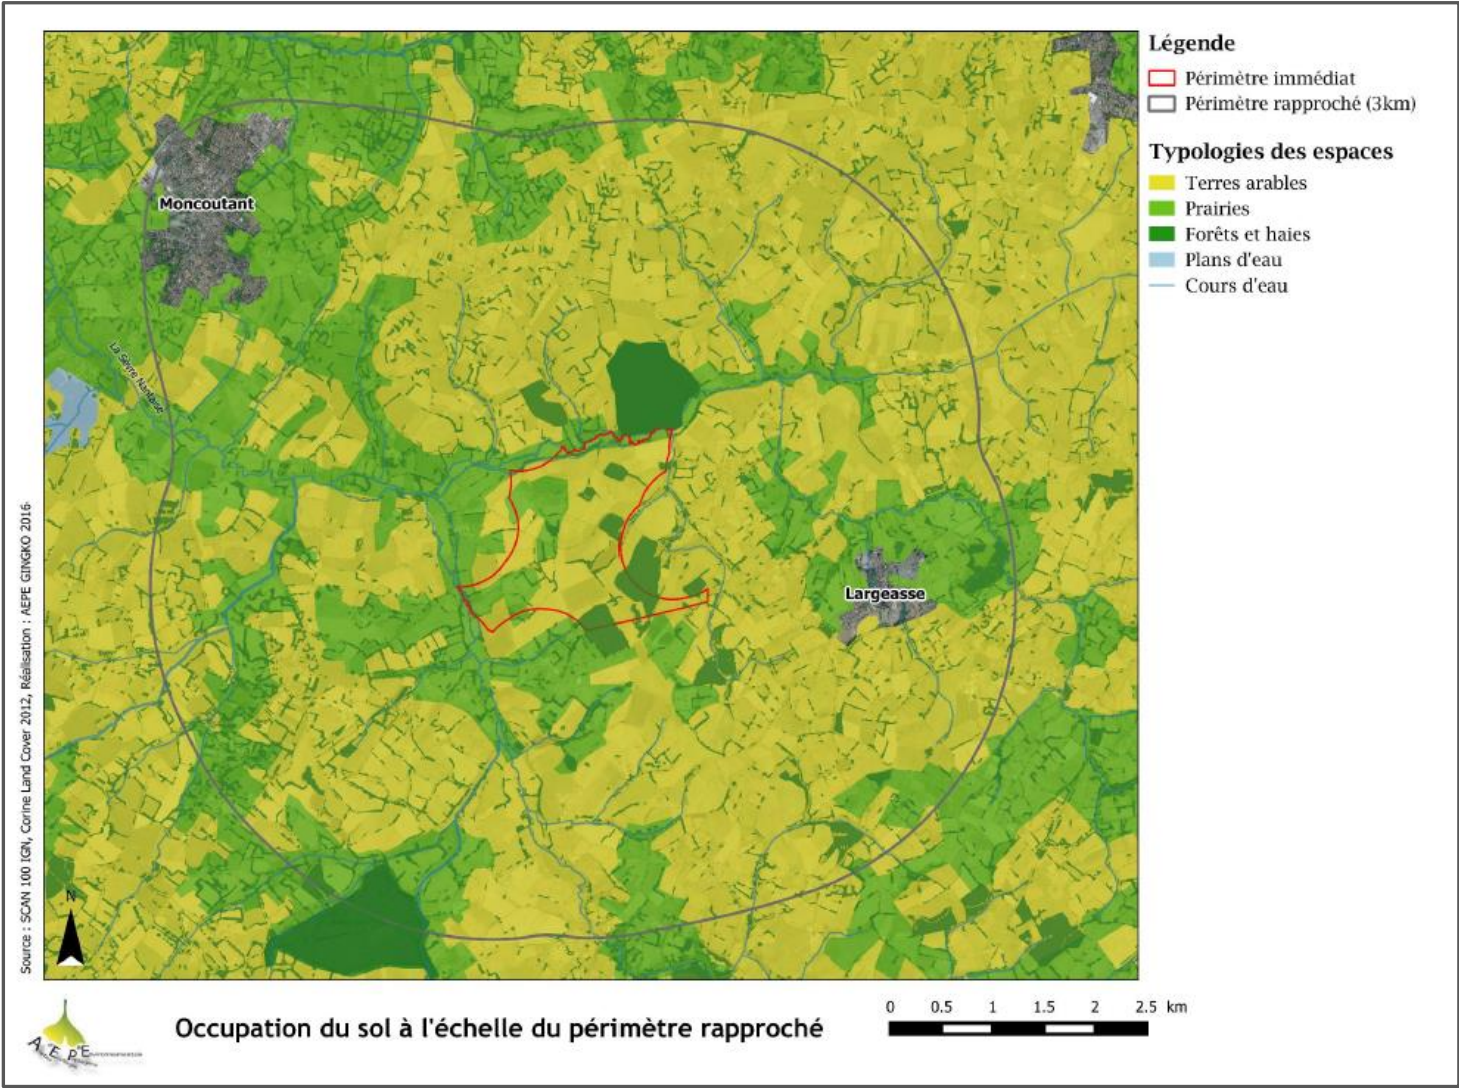 Légende
Périmètre immédiat
Périmètre rapproché (3km)
Typologies des espaces
Terres arables
Prairies
Forêts et haies
Plans d'eau
Cours d'eau
Moncoutant
La Sèvre Nantaise
Largeasse
Source : SCAN 100 IGN, Corine Land Cover 2012, Réalisation : AEPE GINGKO 2016
N
Occupation du sol à l'échelle du périmètre rapproché
0 0.5 1 1.5 2 2.5 km
AEPE